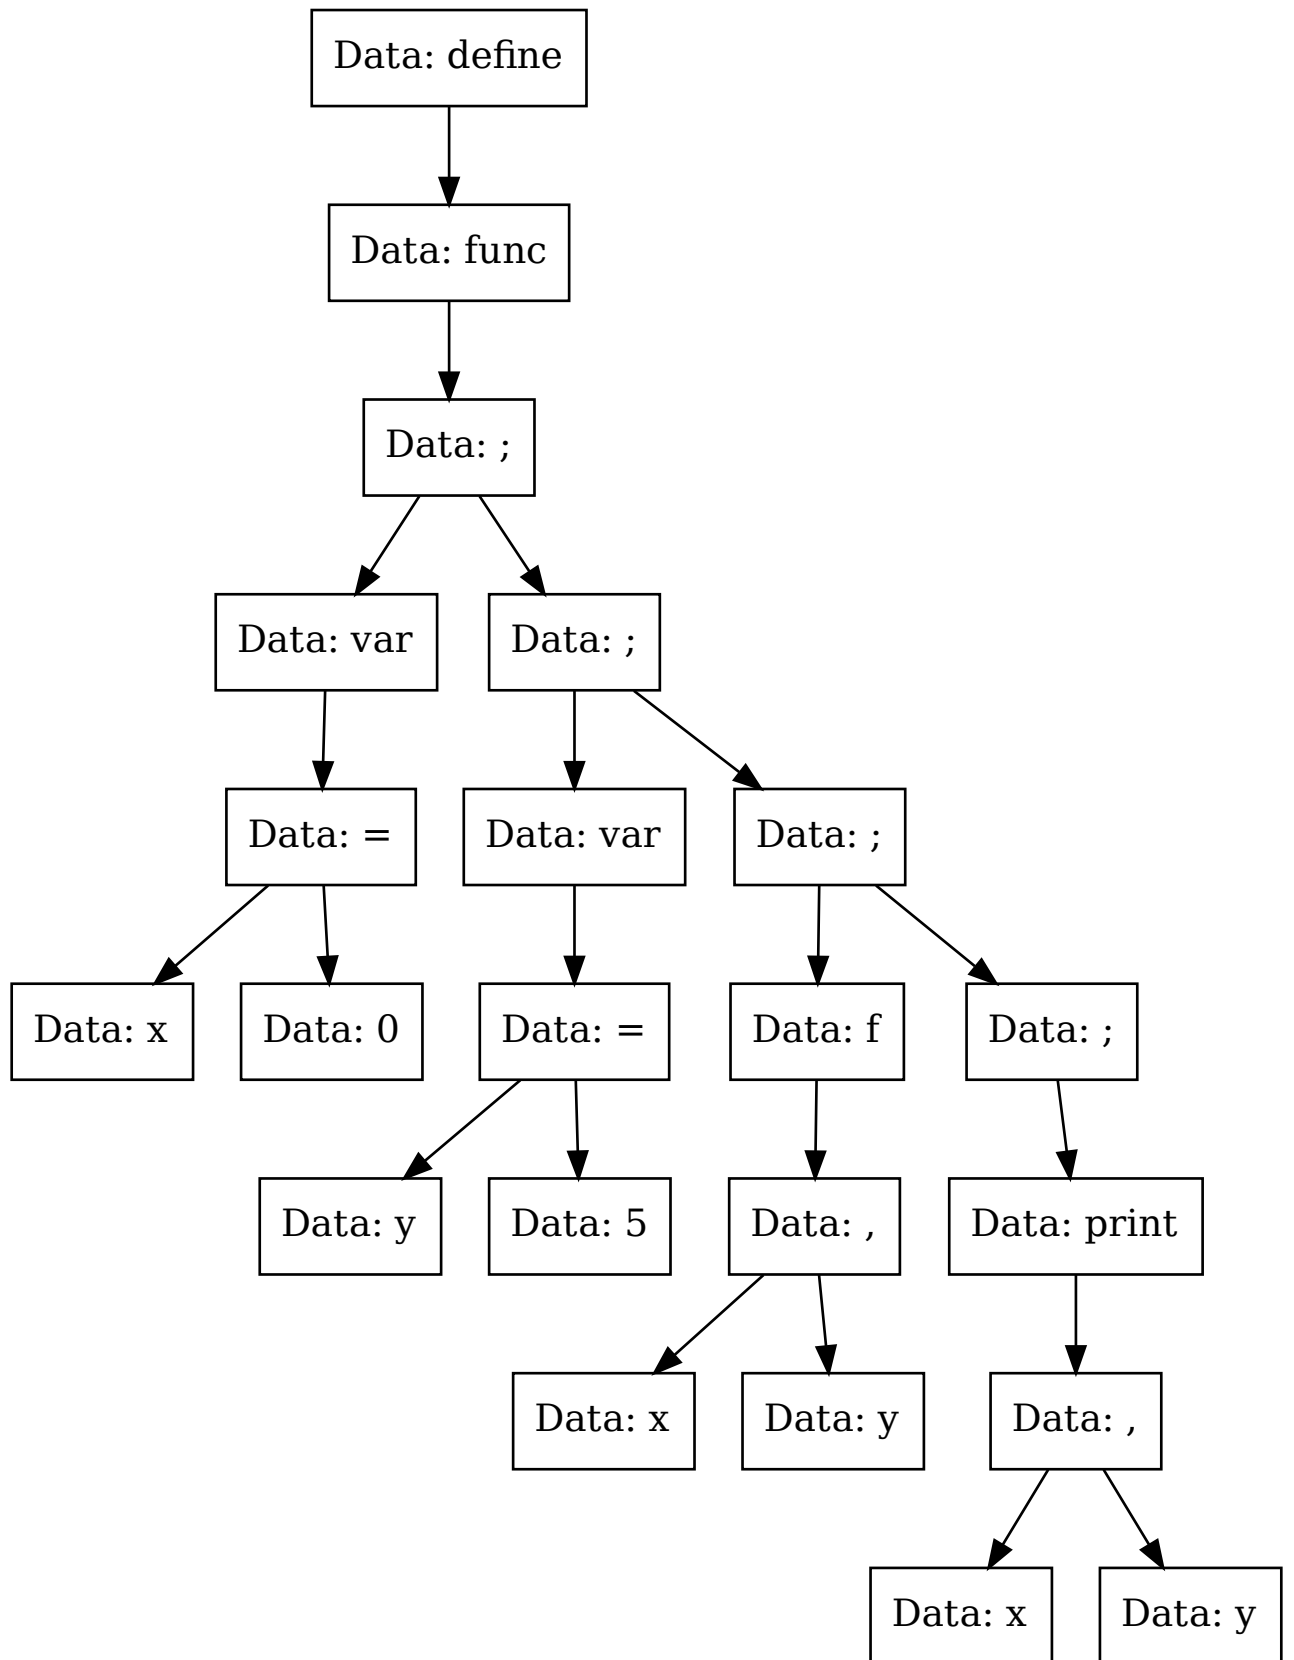 Data: define
Data: func
Data: ;
Data: var
Data: ;
Data: =
Data: var
Data: ;
Data: x
Data: 0
Data: =
Data: f
Data: ;
Data: y
Data: 5
Data: ,
Data: print
Data: x
Data: y
Data: ,
Data: x
Data: y